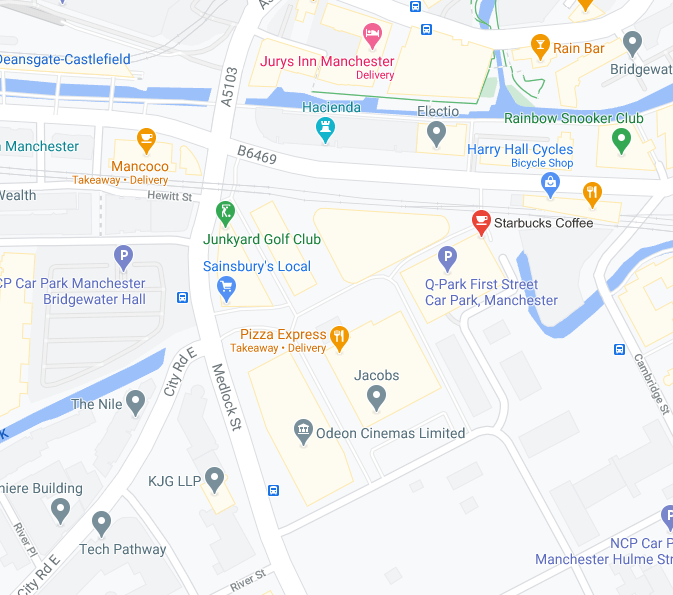 A5103
Deansgate-Castlefield
Jurys Inn Manchester
Delivery
Rain Bar
Bridgewat
Hacienda
Electio
Rainbow Snooker Club
Manchester
B6469
Harry Hall Cycles
Bicycle Shop
Mancoco
Takeaway • Delivery
Wealth
Hewitt St
Starbucks Coffee
Junkyard Golf Club
P
Sainsbury's Local
P
CP Car Park Manchester
Bridgewater Hall
Q-Park First Street
Car Park, Manchester
Pizza Express
Takeaway • Delivery
City Rd E
Medlock St
Jacobs
Cambridge St
The Nile
K
Odeon Cinemas Limited
KJG LLP
niere Building
Tech Pathway
River Pl
City Rd E
River St
P
NCP Car P
Manchester Hulme Str